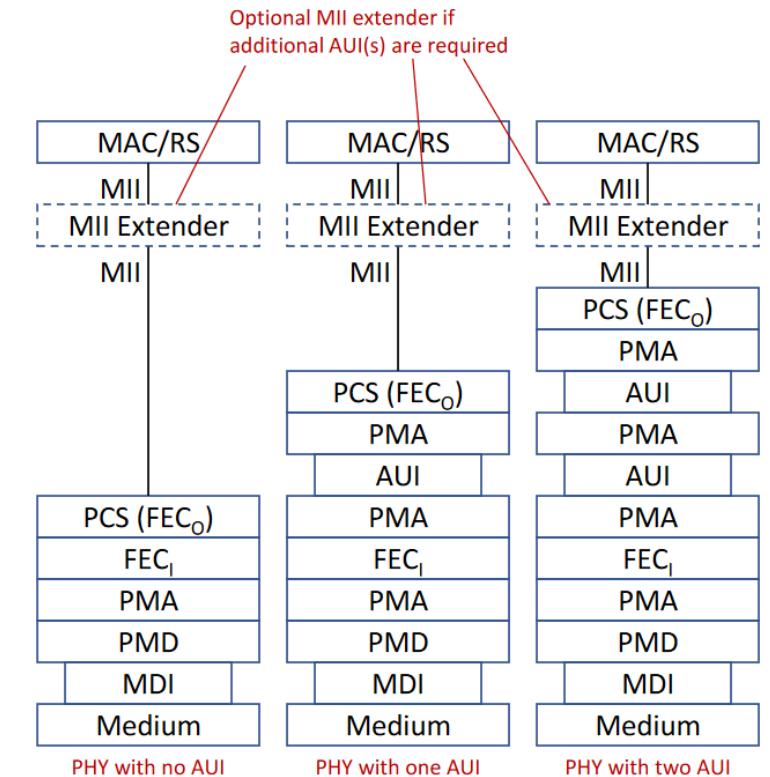 Optional MII extender if
additional AUI(s) are required
MAC/RS
MII
MII Extender
MII
PCS (FECO)
FECI
PMA
PMD
MDI
Medium
PHY with no AUI
MAC/RS
MII
MII Extender
MII
PCS (FECO)
PMA
AUI
PMA
FECI
PMA
PMD
MDI
Medium
PHY with one AUI
MAC/RS
MII
MII Extender
MII
PCS (FECO)
PMA
AUI
PMA
AUI
PMA
FECI
PMA
PMD
MDI
Medium
PHY with two AUI